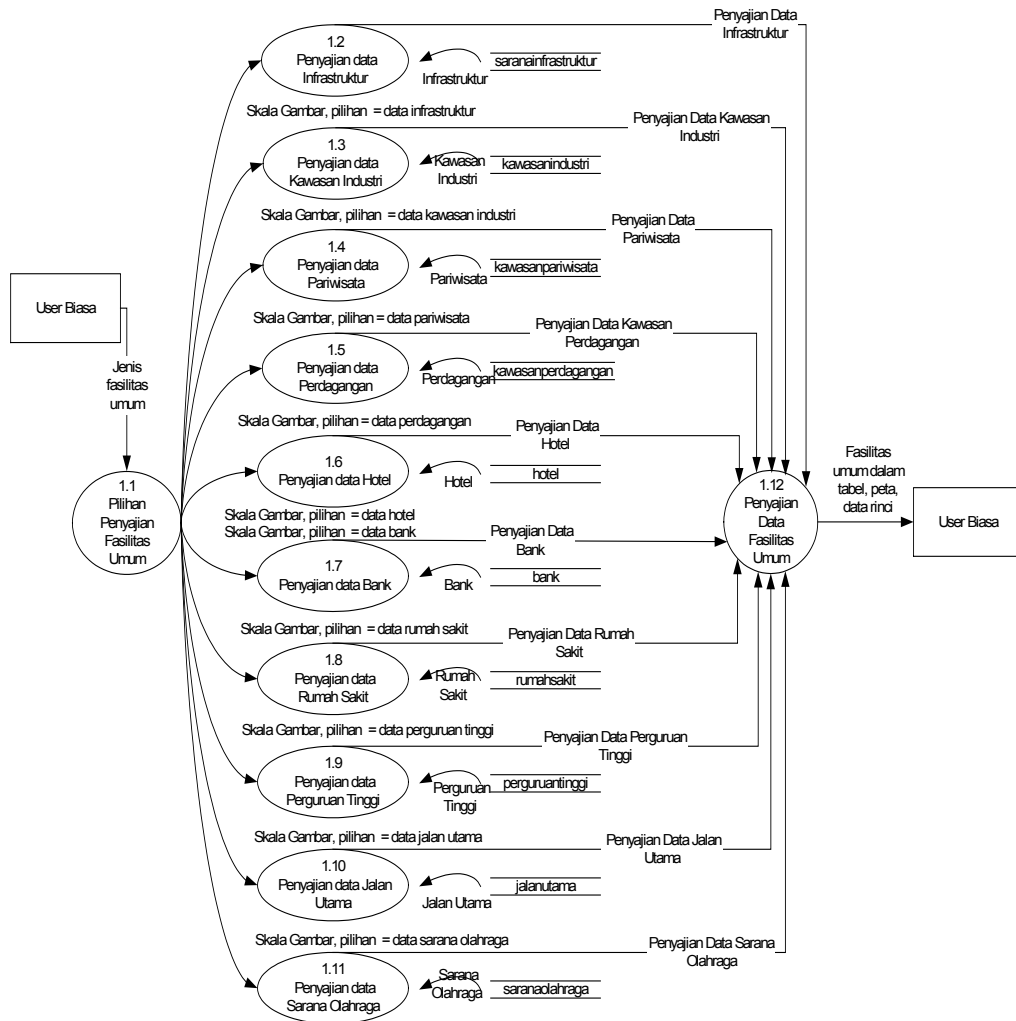 Penyajian Data
Infrastruktur
1.2
Penyajian data
Infrastruktur
Infrastruktur
saranainfrastruktur
Skala Gambar, pilihan = data infrastruktur
Penyajian Data Kawasan
Industri
1.3
Penyajian data
Kawasan Industri
Kawasan
Industri
kawasanindustri
Skala Gambar, pilihan = data kawasan industri
Penyajian Data
Pariwisata
1.4
Penyajian data
Pariwisata
Pariwisata
kawasanpariwisata
User Biasa
Jenis
fasilitas
umum
Skala Gambar, pilihan = data pariwisata
Penyajian Data Kawasan
Perdagangan
1.5
Penyajian data
Perdagangan
Perdagangan
kawasanperdagangan
Skala Gambar, pilihan = data perdagangan
Penyajian Data
Hotel
1.6
Penyajian data Hotel
Hotel
hotel
1.1
Pilihan
Penyajian
Fasilitas
Umum
Skala Gambar, pilihan = data hotel
Skala Gambar, pilihan = data bank
Penyajian Data
Bank
1.7
Penyajian data Bank
Bank
bank
1.12
Penyajian
Data
Fasilitas
Umum
Fasilitas
umum dalam
tabel, peta,
data rinci
User Biasa
Skala Gambar, pilihan = data rumah sakit
Penyajian Data Rumah
Sakit
1.8
Penyajian data
Rumah Sakit
Rumah
Sakit
rumahsakit
Skala Gambar, pilihan = data perguruan tinggi
Penyajian Data Perguruan
Tinggi
1.9
Penyajian data
Perguruan Tinggi
Perguruan
Tinggi
perguruantinggi
Skala Gambar, pilihan = data jalan utama
Penyajian Data Jalan
Utama
1.10
Penyajian data Jalan
Utama
Jalan Utama
jalanutama
Skala Gambar, pilihan = data sarana olahraga
Penyajian Data Sarana
Olahraga
1.11
Penyajian data
Sarana Olahraga
Sarana
Olahraga
saranaolahraga